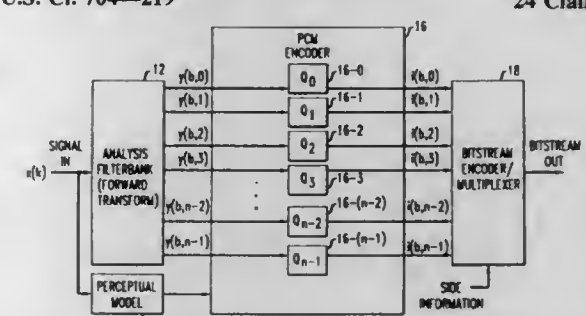 U.S. Cl. 704—219
24 Clai
16
PCM
ENCODER
12
18
y(b,0)
Q0
16-0
i(b,0)
y(b,1)
Q1
16-1
i(b,1)
y(b,2)
Q2
16-2
i(b,2)
y(b,3)
Q3
16-3
i(b,3)
SIGNAL
IN
x(k)
ANALYSIS
FILTERBANK
(FORWARD
TRANSFORM)
BITSTREAM
ENCODER/
MULTIPLEXER
BITSTREAM
OUT
y(b,n-2)
Qn-2
16-(n-2)
i(b,n-2)
y(b,n-1)
Qn-1
16-(n-1)
i(b,n-1)
PERCEPTUAL
MODEL
SIDE
INFORMATION